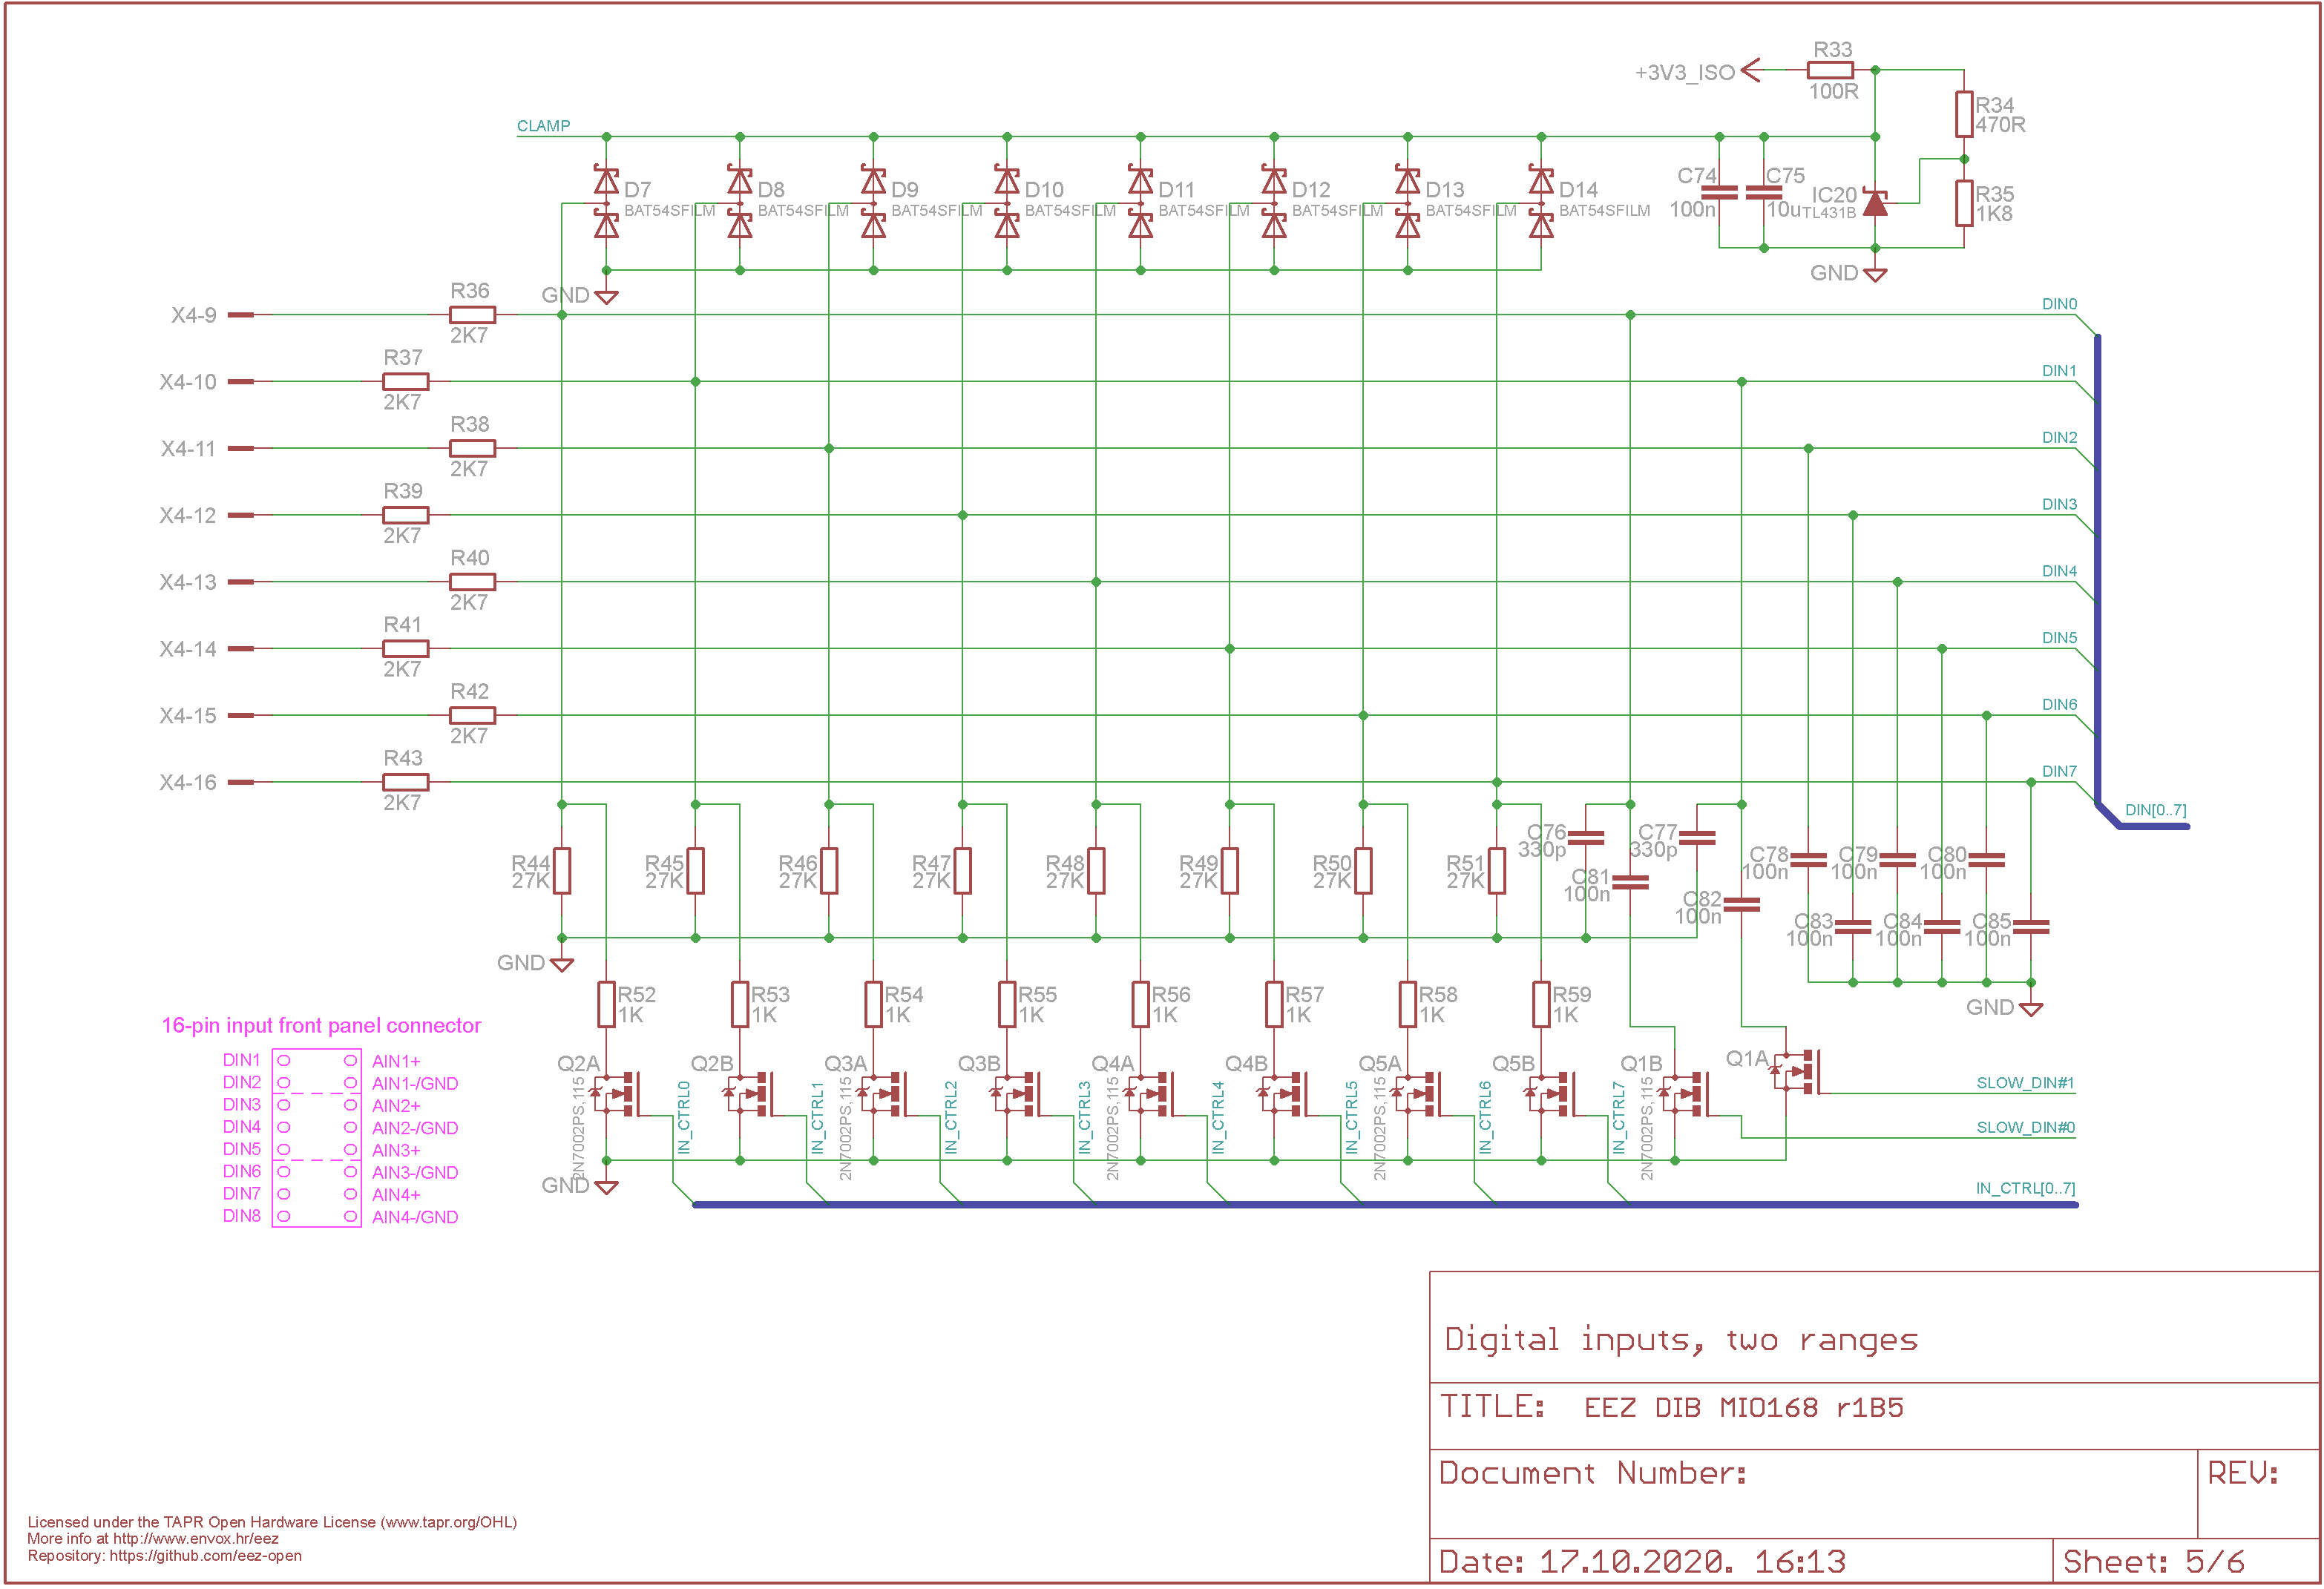 R33
+3V3_ISO
100R
R34
470R
CLAMP
D7
BAT54SFILM
D8
BAT54SFILM
D9
BAT54SFILM
D10
BAT54SFILM
D11
BAT54SFILM
D12
BAT54SFILM
D13
BAT54SFILM
D14
BAT54SFILM
C74
100n
C75
10u
IC20
TL431B
R35
1K8
GND
GND
X4-9
R36
2K7
DIN0
X4-10
R37
2K7
DIN1
X4-11
R38
2K7
DIN2
X4-12
R39
2K7
DIN3
X4-13
R40
2K7
DIN4
X4-14
R41
2K7
DIN5
X4-15
R42
2K7
DIN6
X4-16
R43
2K7
DIN7
DIN[0..7]
R44
27K
R45
27K
R46
27K
R47
27K
R48
27K
R49
27K
R50
27K
R51
27K
C76
330p
C77
330p
C81
100n
C82
100n
C78
100n
C79
100n
C80
100n
C83
100n
C84
100n
C85
100n
GND
GND
R52
1K
R53
1K
R54
1K
R55
1K
R56
1K
R57
1K
R58
1K
R59
1K
Q2A
2N7002PS,115
IN_CTRL0
Q2B
IN_CTRL1
Q3A
2N7002PS,115
IN_CTRL2
Q3B
IN_CTRL3
Q4A
2N7002PS,115
IN_CTRL4
Q4B
IN_CTRL5
Q5A
2N7002PS,115
IN_CTRL6
Q5B
IN_CTRL7
Q1B
2N7002PS,115
Q1A
SLOW_DIN#1
SLOW_DIN#0
GND
IN_CTRL[0..7]
16-pin input front panel connector
DIN1 AIN1+
DIN2 AIN1-/GND
DIN3 AIN2+
DIN4 AIN2-/GND
DIN5 AIN3+
DIN6 AIN3-/GND
DIN7 AIN4+
DIN8 AIN4-/GND
Digital inputs, two ranges
TITLE: EEZ DIB MIO168 r1B5
Document Number:
REV:
Date: 17.10.2020. 16:13
Sheet: 5/6
Licensed under the TAPR Open Hardware License (www.tapr.org/OHL)
More info at http://www.envox.hr/eez
Repository: https://github.com/eez-open